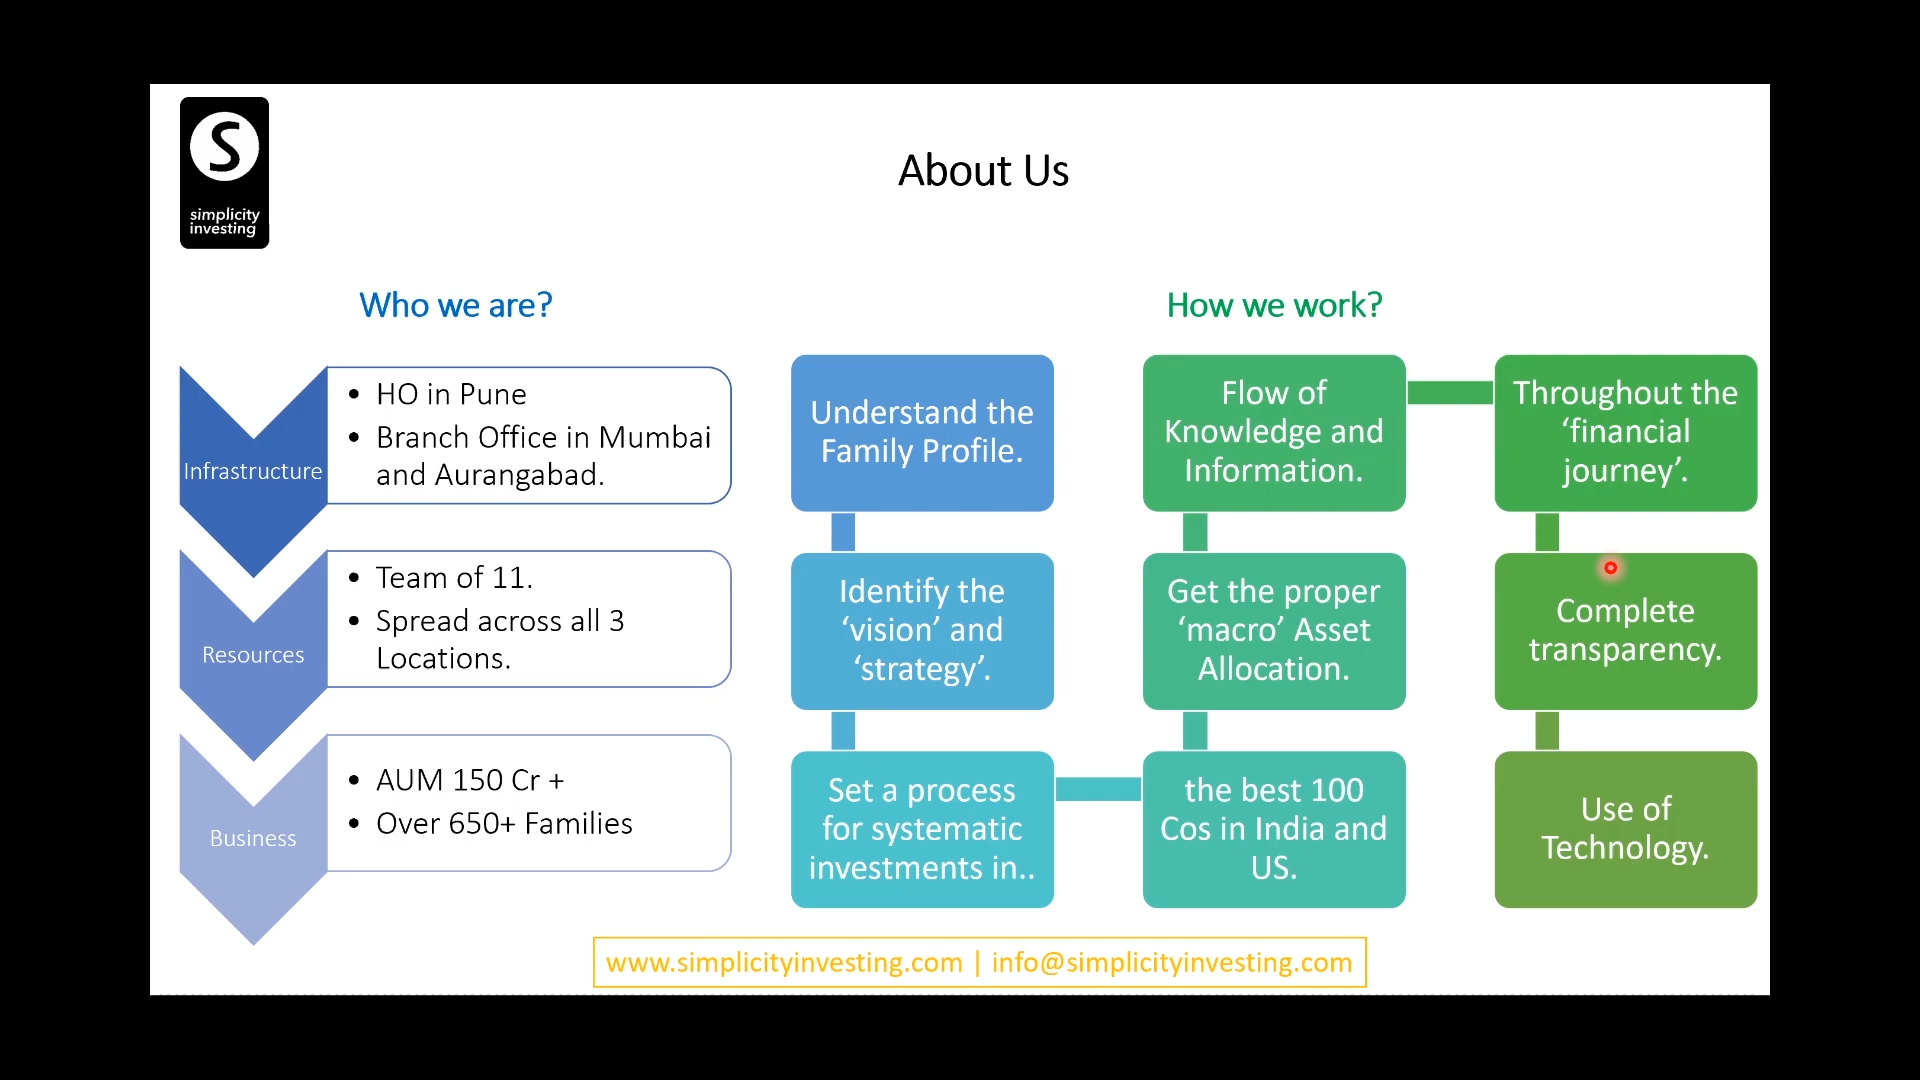 simplicity
investing
About Us
Who we are?
How we work?
Infrastructure
• HO in Pune
• Branch Office in Mumbai
and Aurangabad.
Resources
• Team of 11.
• Spread across all 3
Locations.
Business
• AUM 150 Cr +
• Over 650+ Families
Understand the
Family Profile.
Identify the
‘vision’ and
‘strategy’.
Set a process
for systematic
investments in..
the best 100
Cos in India and
US.
Get the proper
‘macro’ Asset
Allocation.
Flow of
Knowledge and
Information.
Throughout the
‘financial
journey’.
Complete
transparency.
Use of
Technology.
www.simplicityinvesting.com | info@simplicityinvesting.com